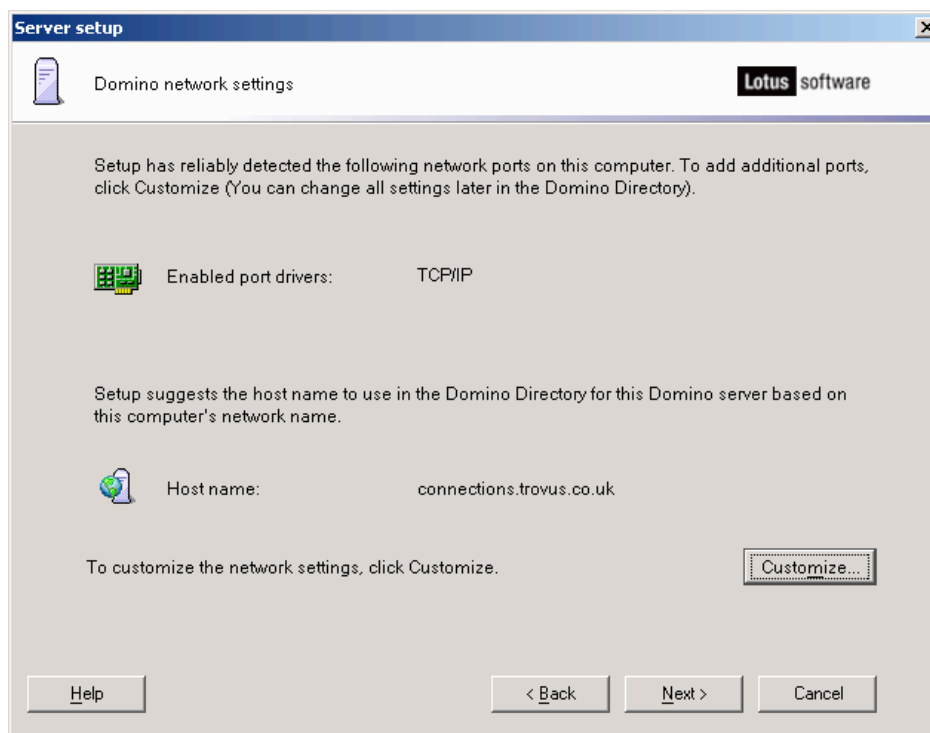 Server setup
Domino network settings
Lotus software
Setup has reliably detected the following network ports on this computer. To add additional ports,
click Customize (You can change all settings later in the Domino Directory).
Enabled port drivers: TCP/IP
Setup suggests the host name to use in the Domino Directory for this Domino server based on
this computer's network name.
Host name: connections.trovus.co.uk
To customize the network settings, click Customize.
Customize...
Help
< Back
Next >
Cancel